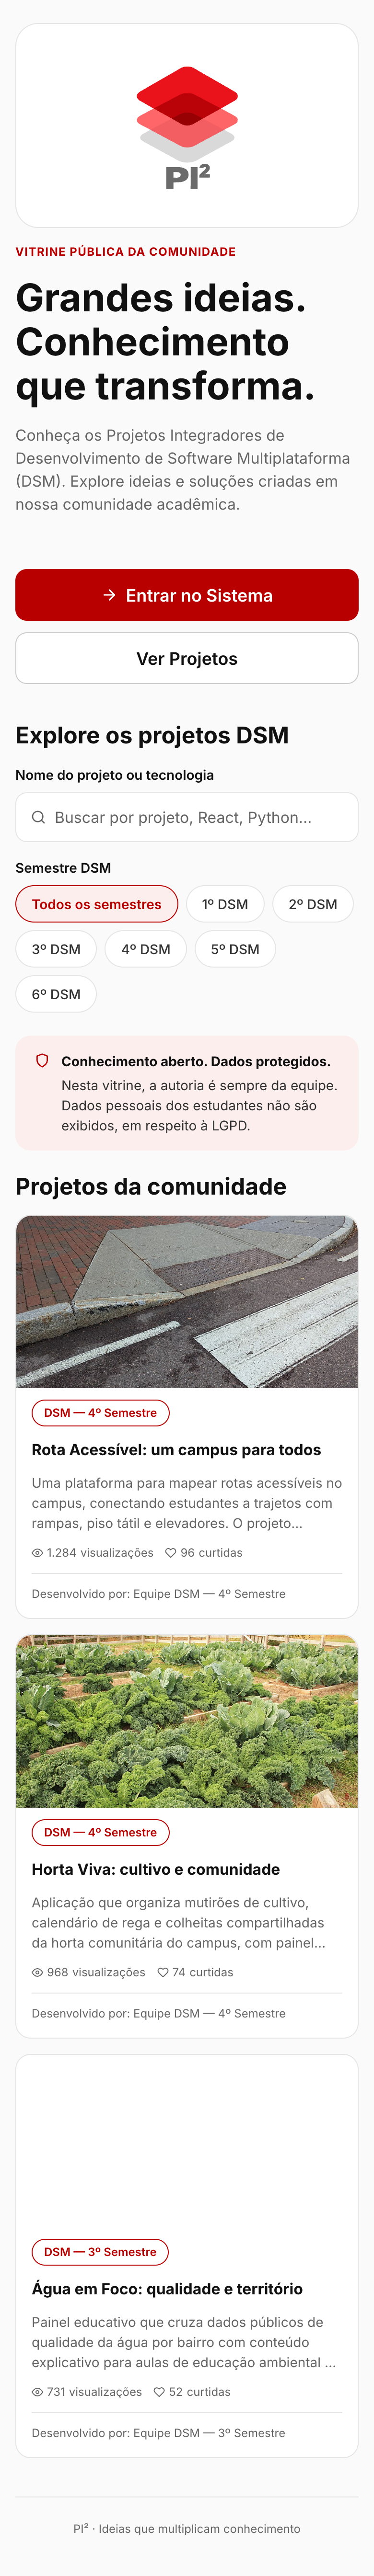 PI²
VITRINE PÚBLICA DA COMUNIDADE
Grandes ideias.
Conhecimento
que transforma.
Conheça os Projetos Integradores de
Desenvolvimento de Software Multiplataforma
(DSM). Explore ideias e soluções criadas em
nossa comunidade acadêmica.
Entrar no Sistema
Ver Projetos
Explore os projetos DSM
Nome do projeto ou tecnologia
Buscar por projeto, React, Python...
Semestre DSM
Todos os semestres 1º DSM 2º DSM
3º DSM 4º DSM 5º DSM
6º DSM
Conhecimento aberto. Dados protegidos.
Nesta vitrine, a autoria é sempre da equipe.
Dados pessoais dos estudantes não são
exibidos, em respeito à LGPD.
Projetos da comunidade
DSM — 4º Semestre
Rota Acessível: um campus para todos
Uma plataforma para mapear rotas acessíveis no
campus, conectando estudantes a trajetos com
rampas, piso tátil e elevadores. O projeto...
1.284 visualizações 96 curtidas
Desenvolvido por: Equipe DSM — 4º Semestre
DSM — 4º Semestre
Horta Viva: cultivo e comunidade
Aplicação que organiza mutirões de cultivo,
calendário de rega e colheitas compartilhadas
da horta comunitária do campus, com painel...
968 visualizações 74 curtidas
Desenvolvido por: Equipe DSM — 4º Semestre
DSM — 3º Semestre
Água em Foco: qualidade e território
Painel educativo que cruza dados públicos de
qualidade da água por bairro com conteúdo
explicativo para aulas de educação ambiental ...
731 visualizações 52 curtidas
Desenvolvido por: Equipe DSM — 3º Semestre
PI² · Ideias que multiplicam conhecimento